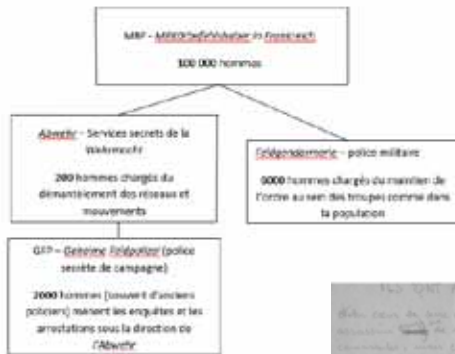 MBF - Militärbefehlshaber in Frankreich
100 000 hommes
Abwehr – Services secrets de la
Wehrmacht
200 hommes chargés du
démantèlement des réseaux et
mouvements
Feldgendarmerie – police militaire
6000 hommes chargés du maintien de
l'ordre au sein des troupes comme dans
la population
GFP – Geheime Feldpolizei (police
secrète de campagne)
2000 hommes (souvent d'anciens
policiers) mènent les enquêtes et les
arrestations sous la direction de
l'Abwehr